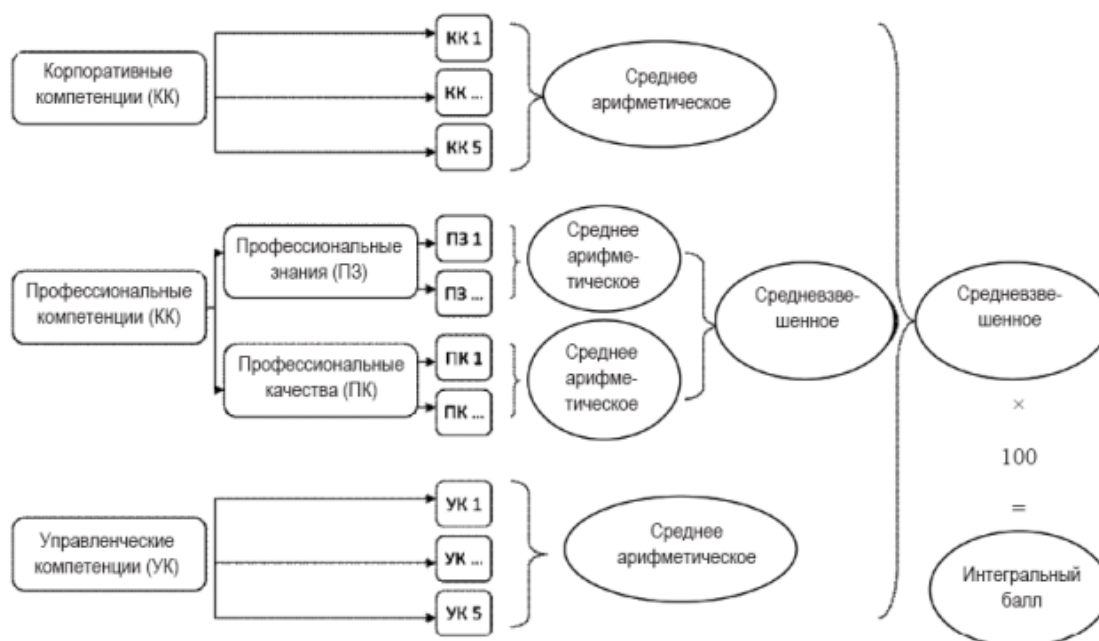 Корпоративные
компетенции (КК)
КК 1
КК ...
КК 5
Среднее
арифметическое
Профессиональные
компетенции (КК)
Профессиональные
знания (ПЗ)
ПЗ 1
ПЗ ...
Среднее
арифме-
тическое
Профессиональные
качества (ПК)
ПК 1
ПК ...
Среднее
арифме-
тическое
Средневзве-
шенное
Управленческие
компетенции (УК)
УК 1
УК ...
УК 5
Среднее
арифметическое
Средневзве-
шенное
×
100
=
Интегральный
балл